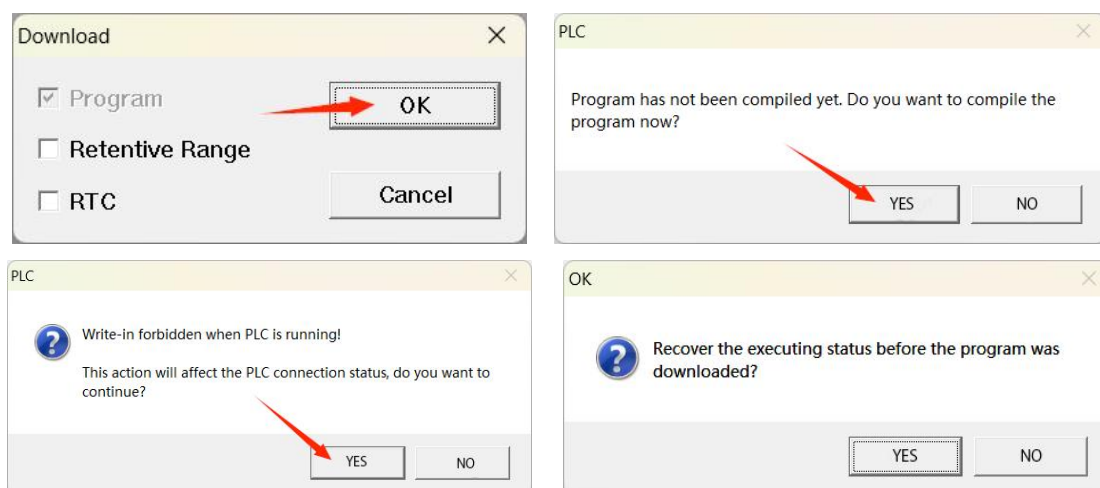 Download
Program
OK
Retentive Range
RTC
Cancel
PLC
Program has not been compiled yet. Do you want to compile the
program now?
YES
NO
PLC
Write-in forbidden when PLC is running!
This action will affect the PLC connection status, do you want to
continue?
YES
NO
OK
Recover the executing status before the program was
downloaded?
YES
NO